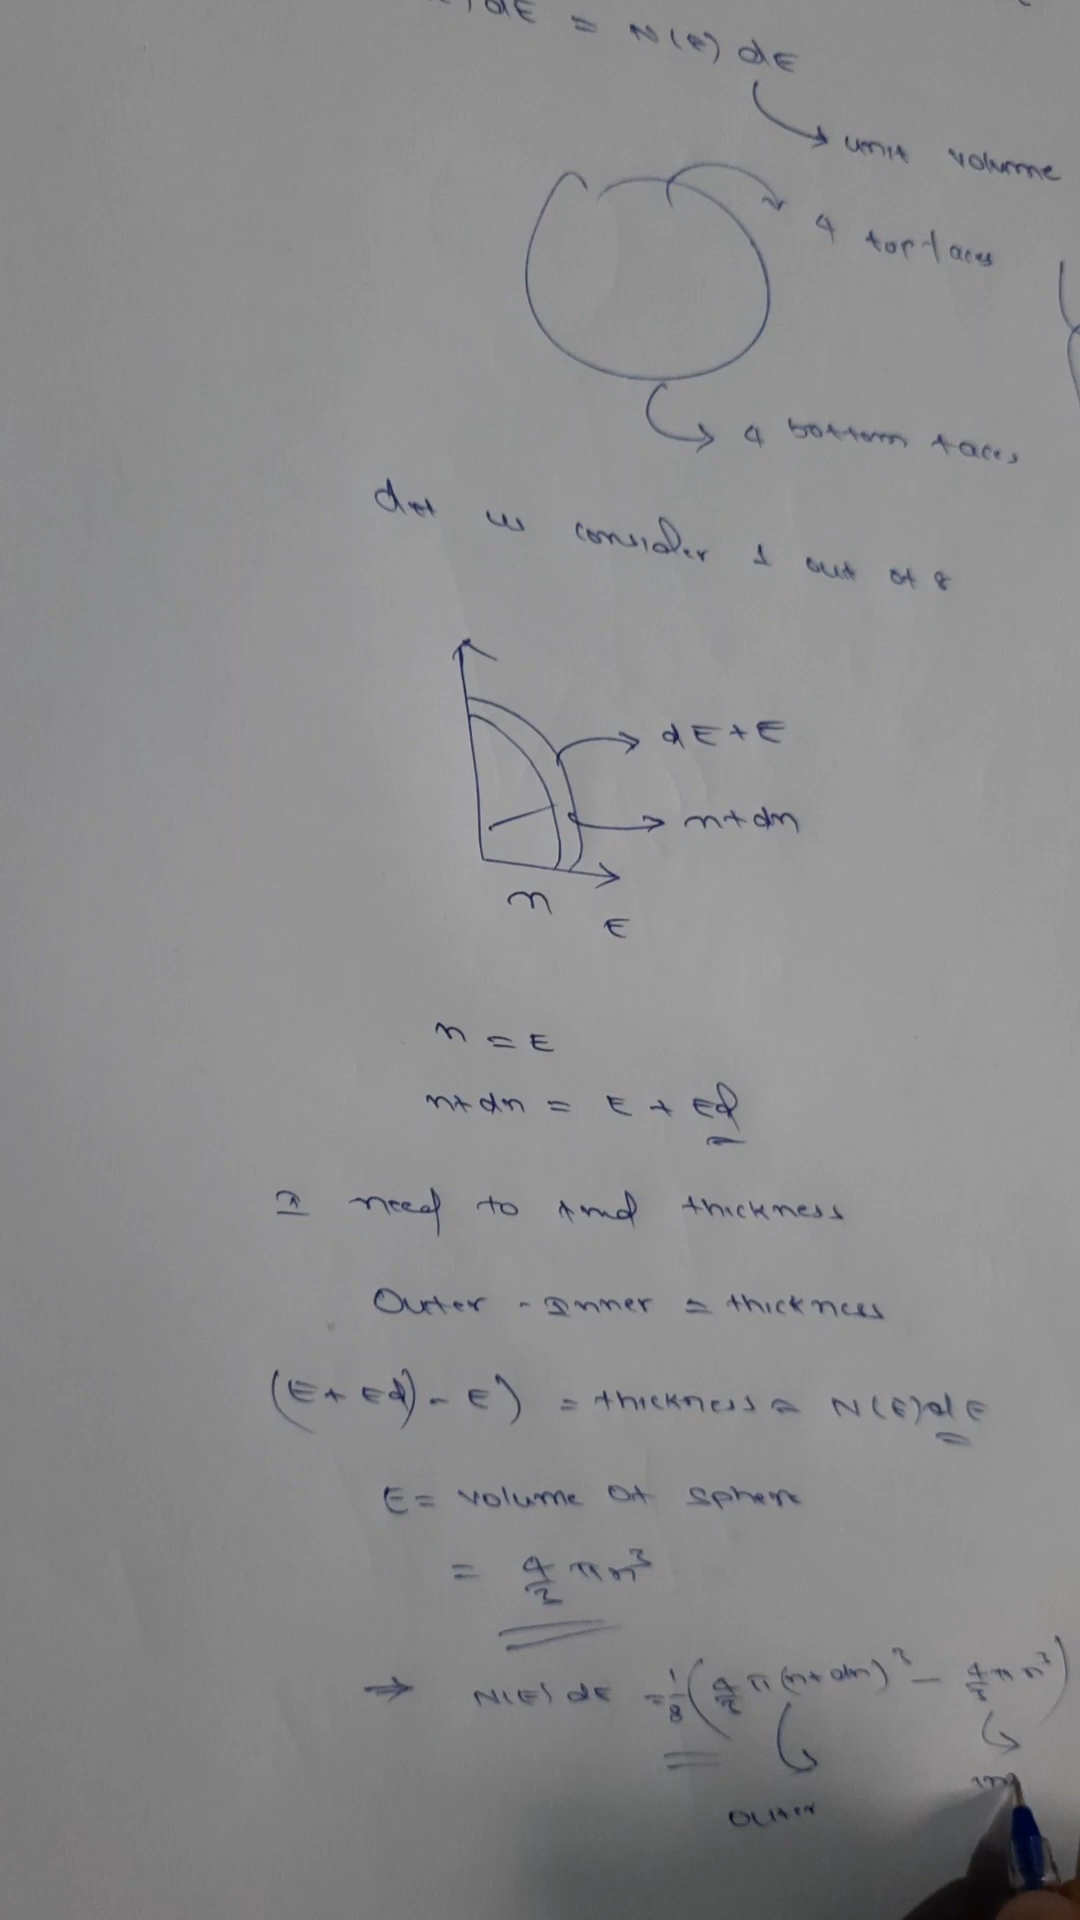 dE = N(E) dE
unit volume
4 top faces
4 bottom faces
Let us consider 1 out of 8
dE+E
n+dn
n
E
n = E
n+dn = E + Ed
I need to find thickness
Outer - Inner = thickness
(E + Ed) - E) = thickness = N(E)dE
E = volume of sphere
= 4/3 πn³
⇒ N(E) dE = 1/8 (4/3 π(n+dn)³ - 4/3 πn³)
outer